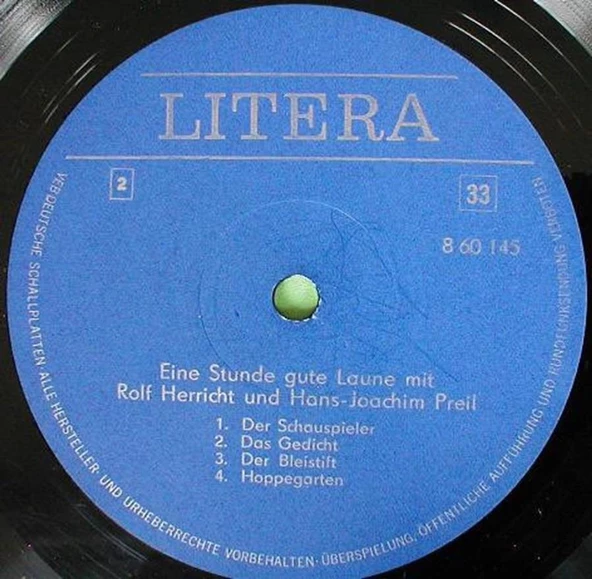 LITERA
2
33
8 60 145
Eine Stunde gute Laune mit
Rolf Herricht und Hans-Joachim Preil
1. Der Schauspieler
2. Das Gedicht
3. Der Bleistift
4. Hoppegarten
VEB DEUTSCHE SCHALLPLATTEN ALLE HERSTELLER- UND URHEBERRECHTE VORBEHALTEN · ÜBERSPIELUNG, ÖFFENTLICHE AUFFÜHRUNG UND RUNDFUNKSENDUNG VERBOTEN